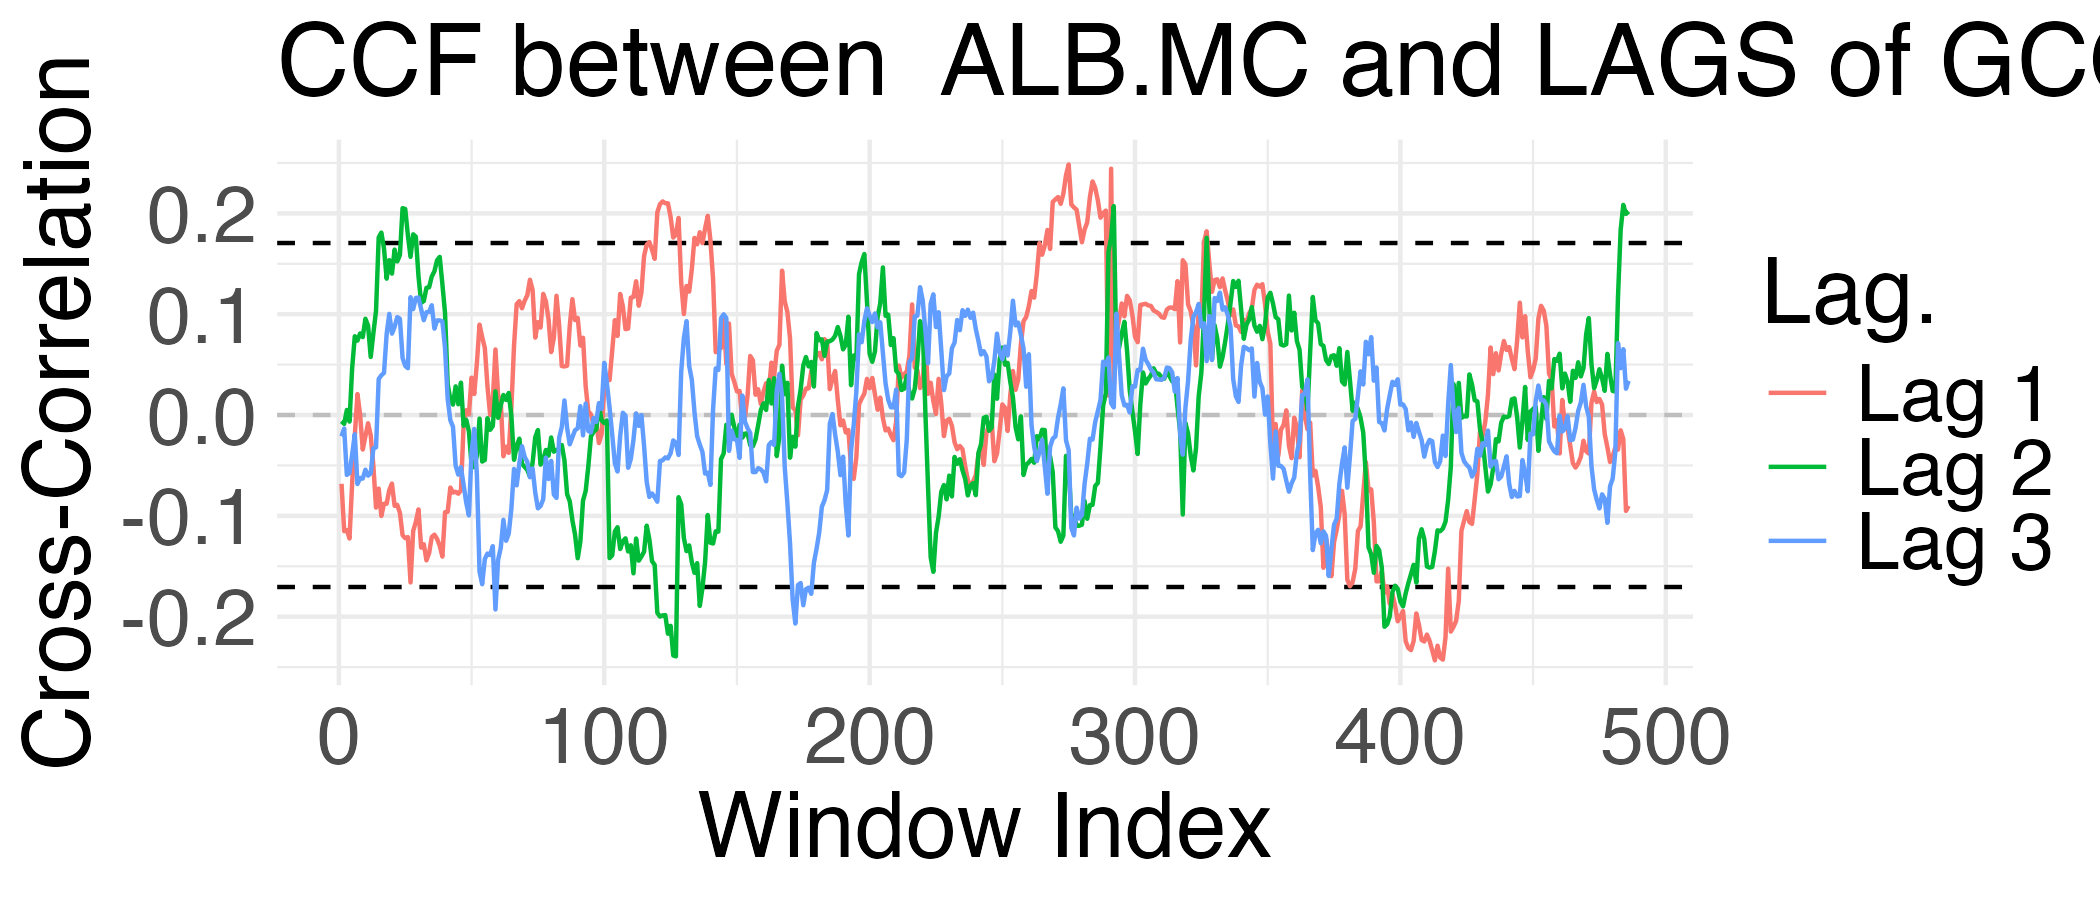 CCF between  ALB.MC and LAGS of GC
Cross-Correlation
0.2
0.1
0.0
-0.1
-0.2
0 100 200 300 400 500
Window Index
Lag.
Lag 1
Lag 2
Lag 3